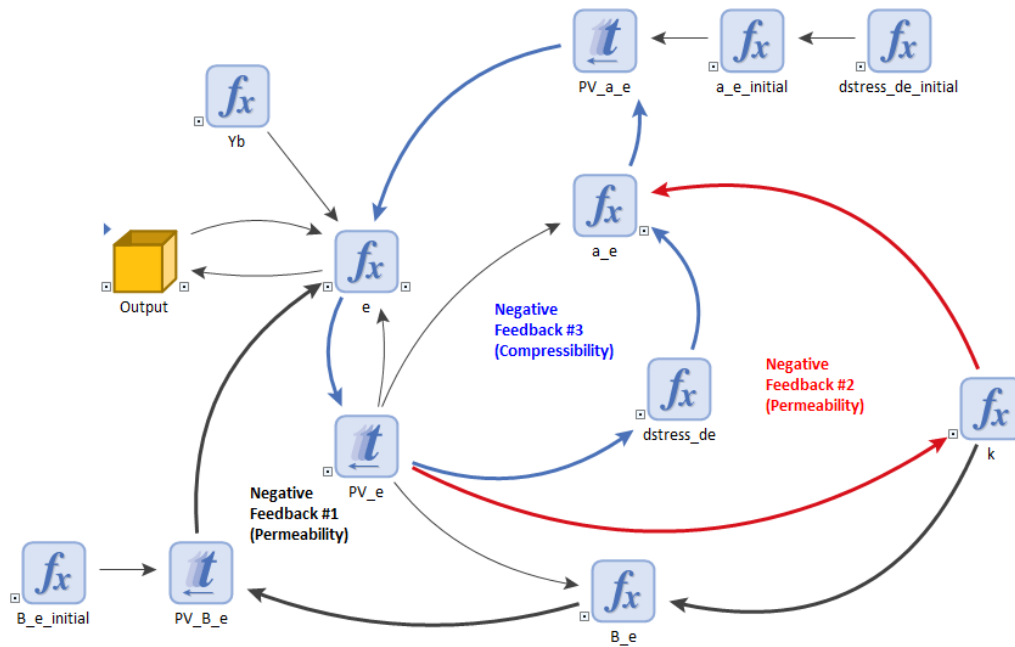 PV_a_e
a_e_initial
dstress_de_initial
Yb
a_e
Output
e
Negative
Feedback #3
(Compressibility)
Negative
Feedback #2
(Permeability)
dstress_de
k
PV_e
Negative
Feedback #1
(Permeability)
B_e_initial
PV_B_e
B_e